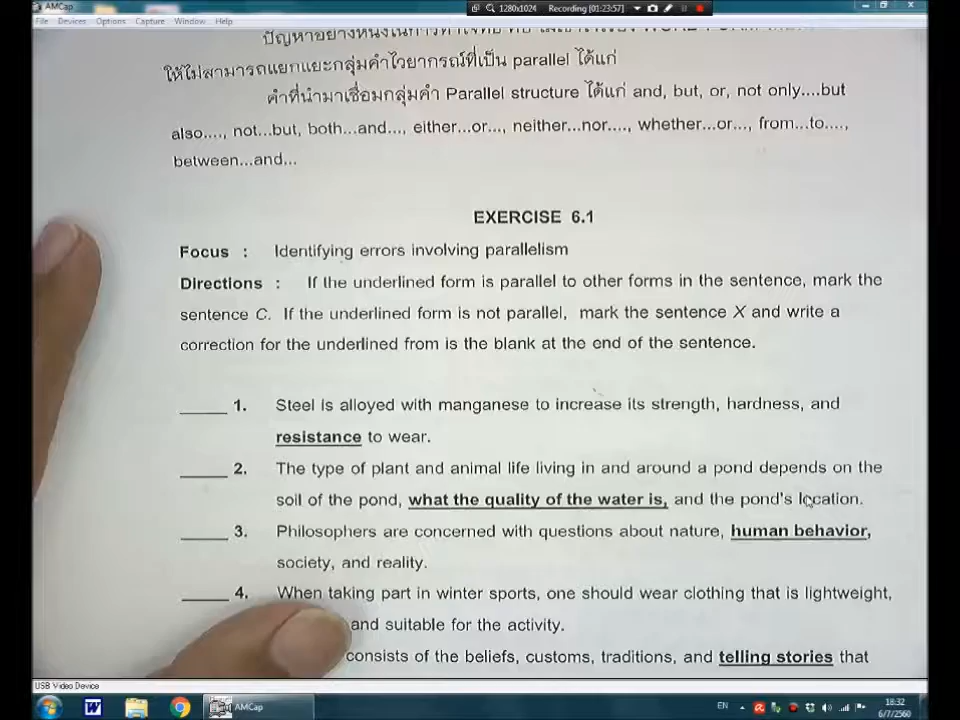 AMCap
File Devices Options Capture Window Help
1280x1024 Recording (01:23:57)
ให้ไม่สามารถแยกแยะกลุ่มคำไวยากรณ์ที่เป็น parallel ได้แก่
คำที่นำมาเชื่อมกลุ่มคำ Parallel structure ได้แก่ and, but, or, not only....but
also...., not...but, both...and..., either...or..., neither...nor...., whether...or..., from...to....,
between...and...
EXERCISE 6.1
Focus : Identifying errors involving parallelism
Directions : If the underlined form is parallel to other forms in the sentence, mark the
sentence C. If the underlined form is not parallel, mark the sentence X and write a
correction for the underlined from is the blank at the end of the sentence.
_____ 1. Steel is alloyed with manganese to increase its strength, hardness, and
resistance to wear.
_____ 2. The type of plant and animal life living in and around a pond depends on the
soil of the pond, what the quality of the water is, and the pond's location.
_____ 3. Philosophers are concerned with questions about nature, human behavior,
society, and reality.
_____ 4. When taking part in winter sports, one should wear clothing that is lightweight,
and suitable for the activity.
consists of the beliefs, customs, traditions, and telling stories that
USB Video Device
AMCap
EN
18:32
6/7/2560